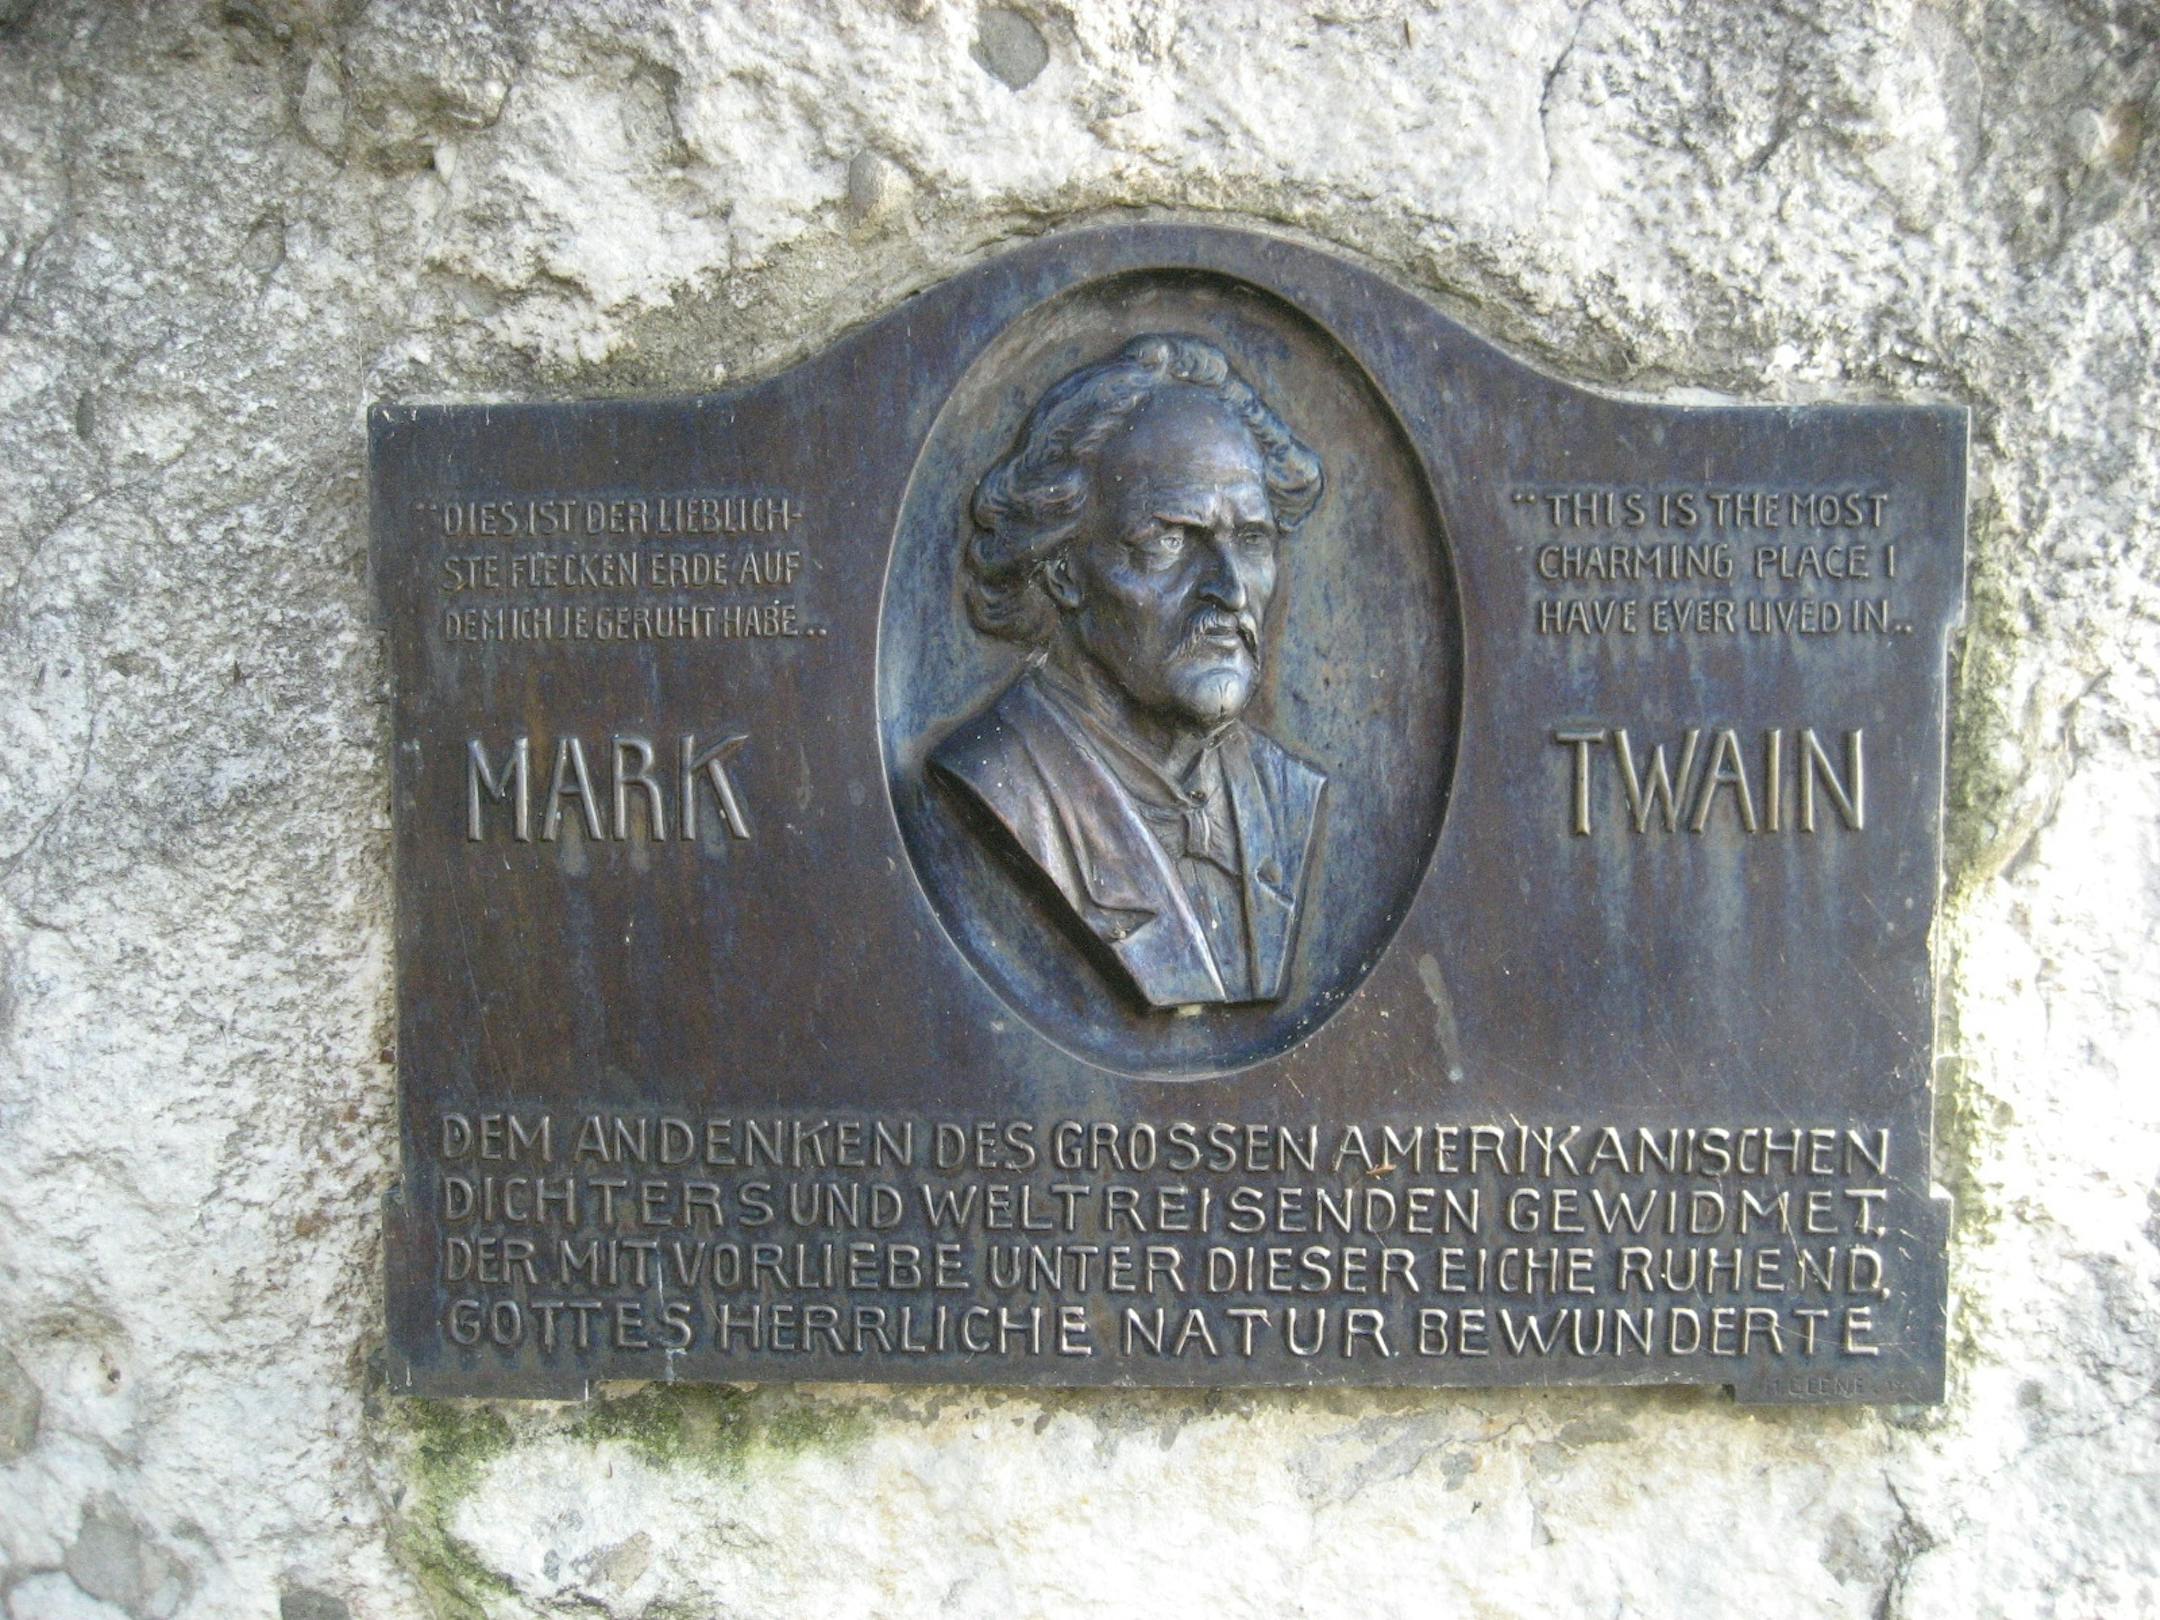 "DIES IST DER LIEBLICH-
STE FLECKEN ERDE AUF
DEM ICH JE GERUHT HABE..
"THIS IS THE MOST
CHARMING PLACE I
HAVE EVER LIVED IN..
MARK TWAIN
DEM ANDENKEN DES GROSSEN AMERIKANISCHEN
DICHTERS UND WELTREISENDEN GEWIDMET,
DER MIT VORLIEBE UNTER DIESER EICHE RUHEND,
GOTTES HERRLICHE NATUR BEWUNDERTE